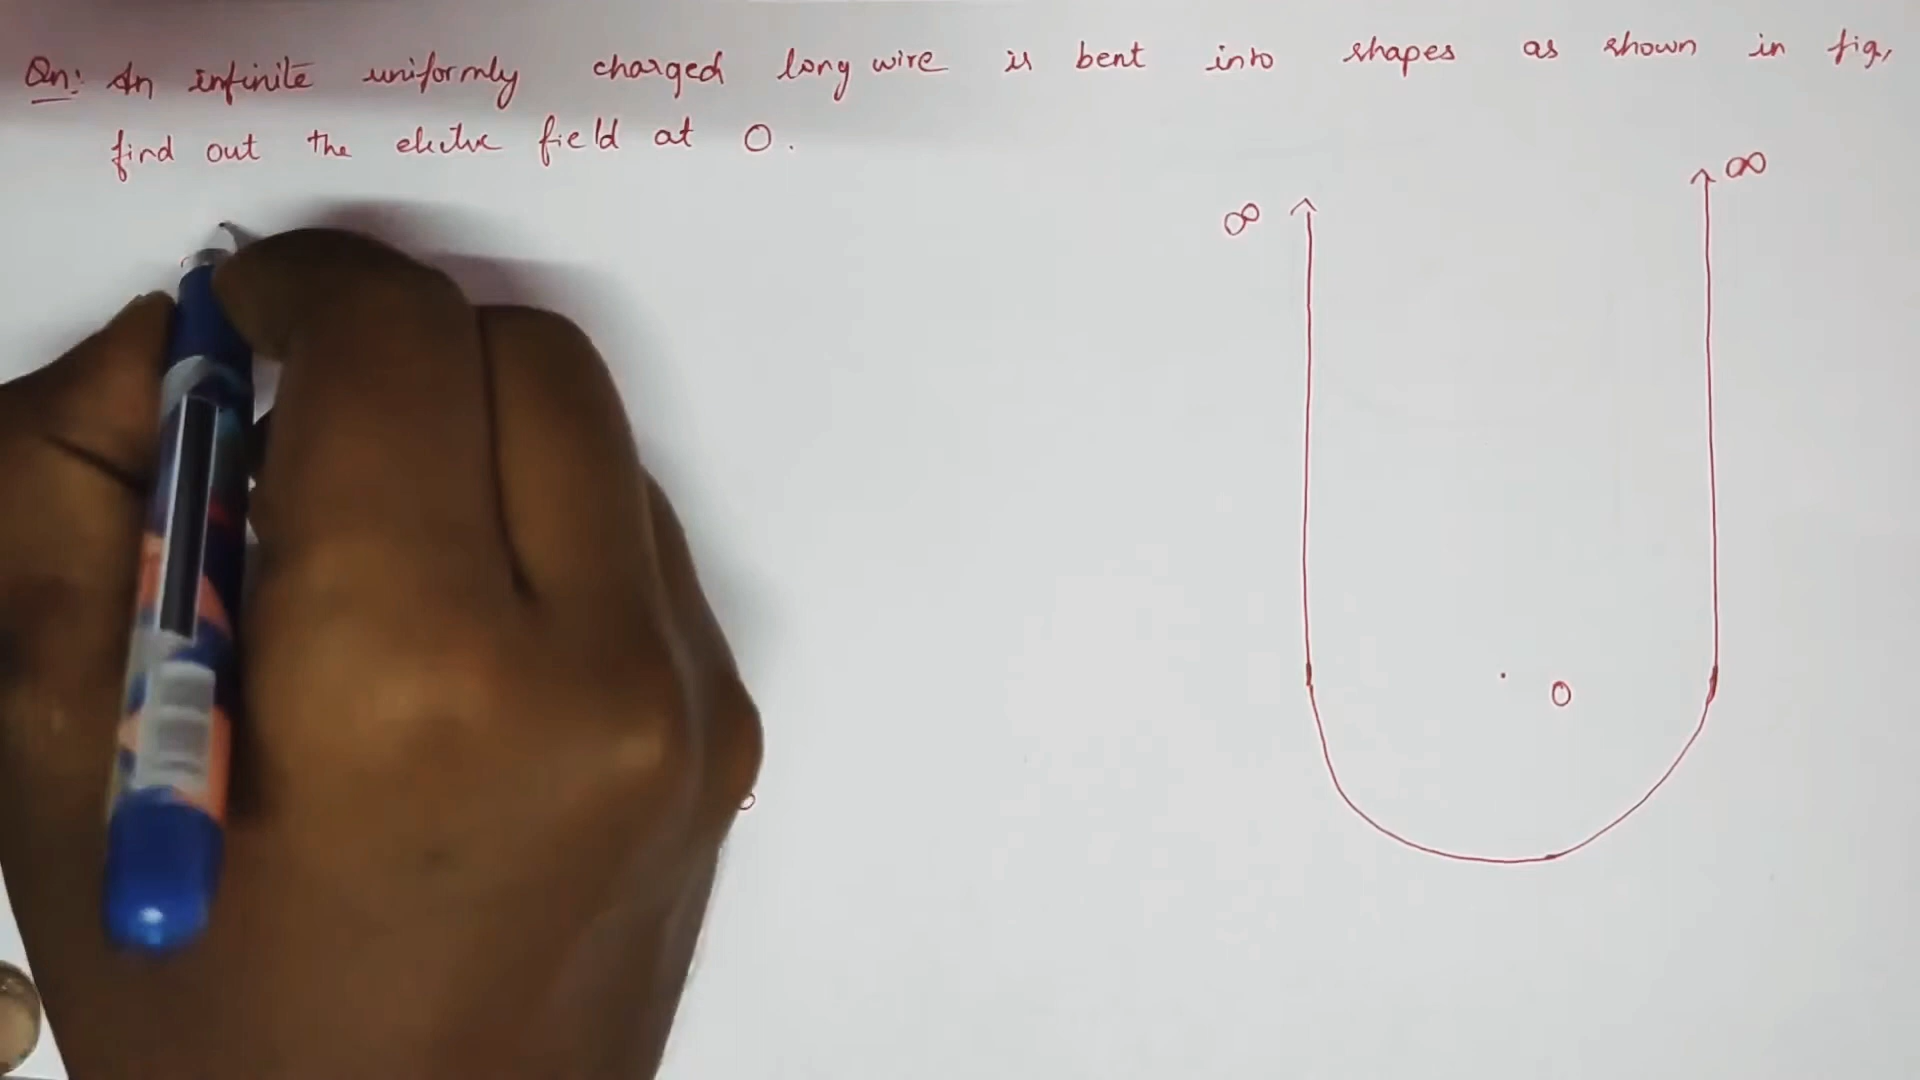 Qn: An infinite uniformly charged long wire is bent into shapes as shown in fig,
find out the electric field at O.
∞
∞
O